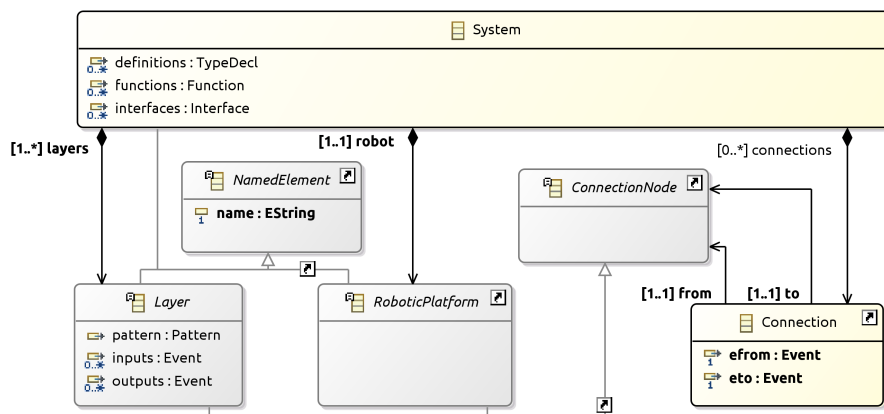 System
definitions : TypeDecl
0..*
functions : Function
0..*
interfaces : Interface
0..*
[1..*] layers
[1..1] robot
[0..*] connections
NamedElement
name : EString
1
ConnectionNode
[1..1] from
[1..1] to
Layer
pattern : Pattern
inputs : Event
0..*
outputs : Event
0..*
RoboticPlatform
Connection
efrom : Event
1
eto : Event
1